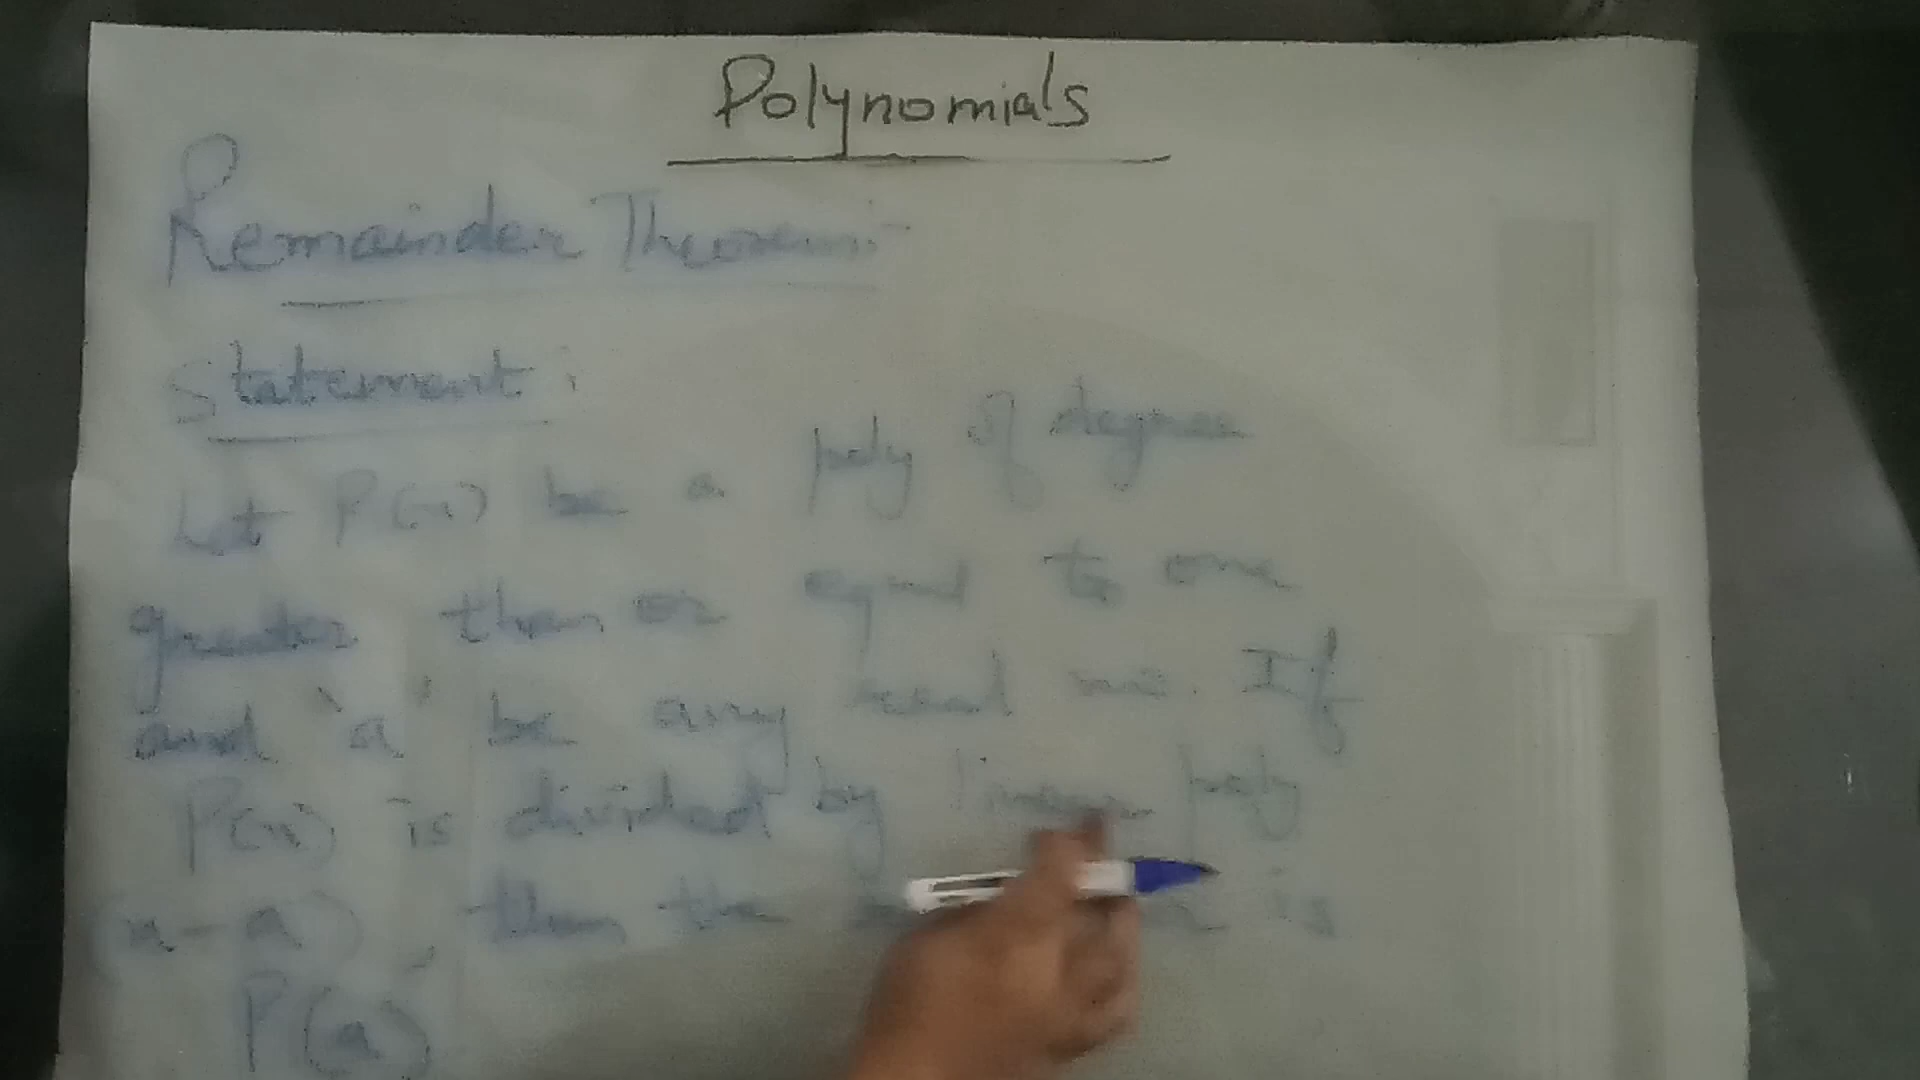 Polynomials
Remainder Theorem:
Statement:
Let P(x) be a poly of degree
greater than or equal to one
and 'a' be any real no. If
P(x) is divided by linear poly
(x-a), then the is
P(a)